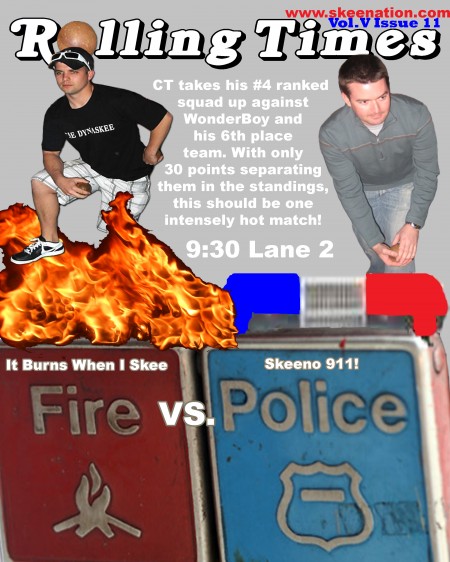 www.skeenation.com
Vol.V Issue 11
Rolling Times
THE DYNASKEE
CT takes his #4 ranked
squad up against
WonderBoy and
his 6th place
team. With only
30 points separating
them in the standings,
this should be one
intensely hot match!
9:30 Lane 2
It Burns When I Skee
Skeeno 911!
Fire vs. Police